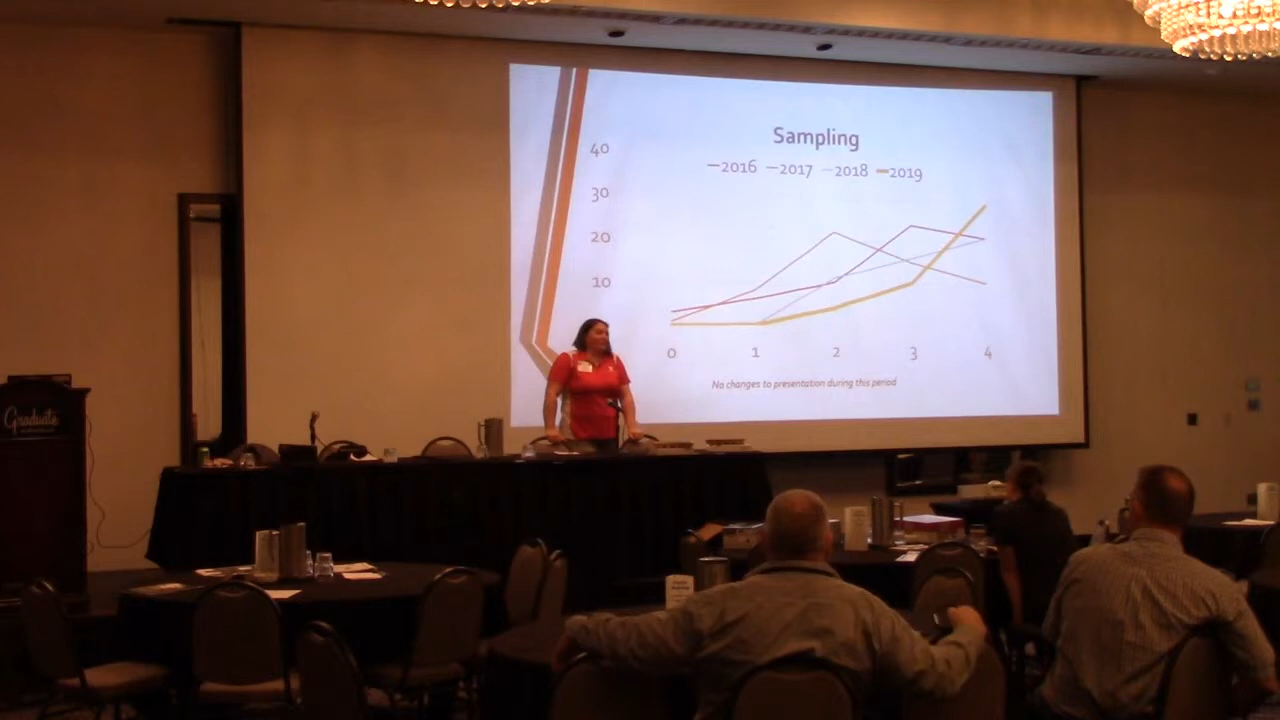 Sampling
2016 2017 2018 2019
40
30
20
10
0 1 2 3 4
No changes to presentation during this period
Graduate